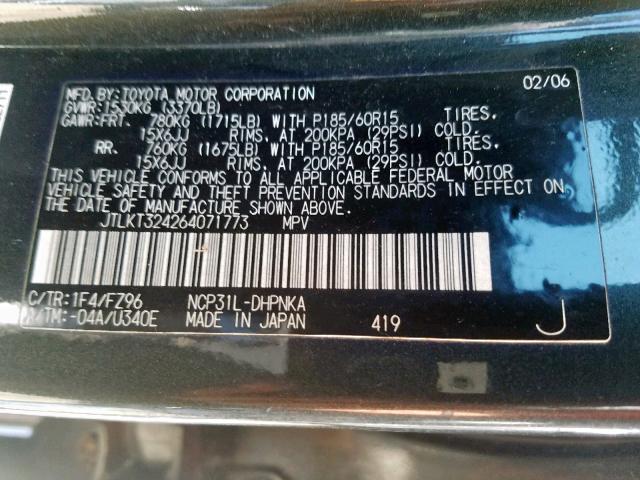 MFD.BY:TOYOTA MOTOR CORPORATION 02/06
GVWR:1530KG (3370LB)
GAWR:FRT. 780KG (1715LB) WITH P185/60R15 TIRES.
15X6JJ RIMS. AT 200KPA (29PSI) COLD.
RR. 760KG (1675LB) WITH P185/60R15 TIRES.
15X6JJ RIMS. AT 200KPA (29PSI) COLD.
THIS VEHICLE CONFORMS TO ALL APPLICABLE FEDERAL MOTOR
VEHICLE SAFETY AND THEFT PREVENTION STANDARDS IN EFFECT ON
THE DATE OF MANUFACTURE SHOWN ABOVE.
JTLKT324264071773 MPV
C/TR:1F4/FZ96 NCP31L-DHPNKA
A/TM:-04A/U340E MADE IN JAPAN 419 J